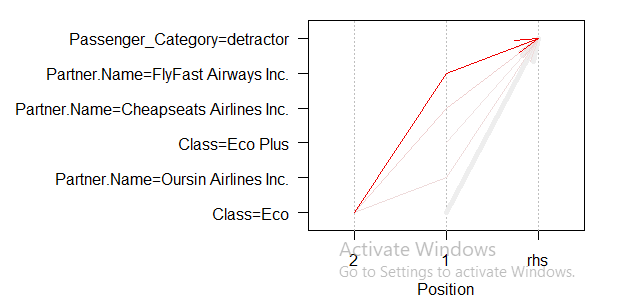 Passenger_Category=detractor
Partner.Name=FlyFast Airways Inc.
Partner.Name=Cheapseats Airlines Inc.
Class=Eco Plus
Partner.Name=Oursin Airlines Inc.
Class=Eco
Activate Windows
2 1 rhs
Go to Settings to activate Windows.
Position